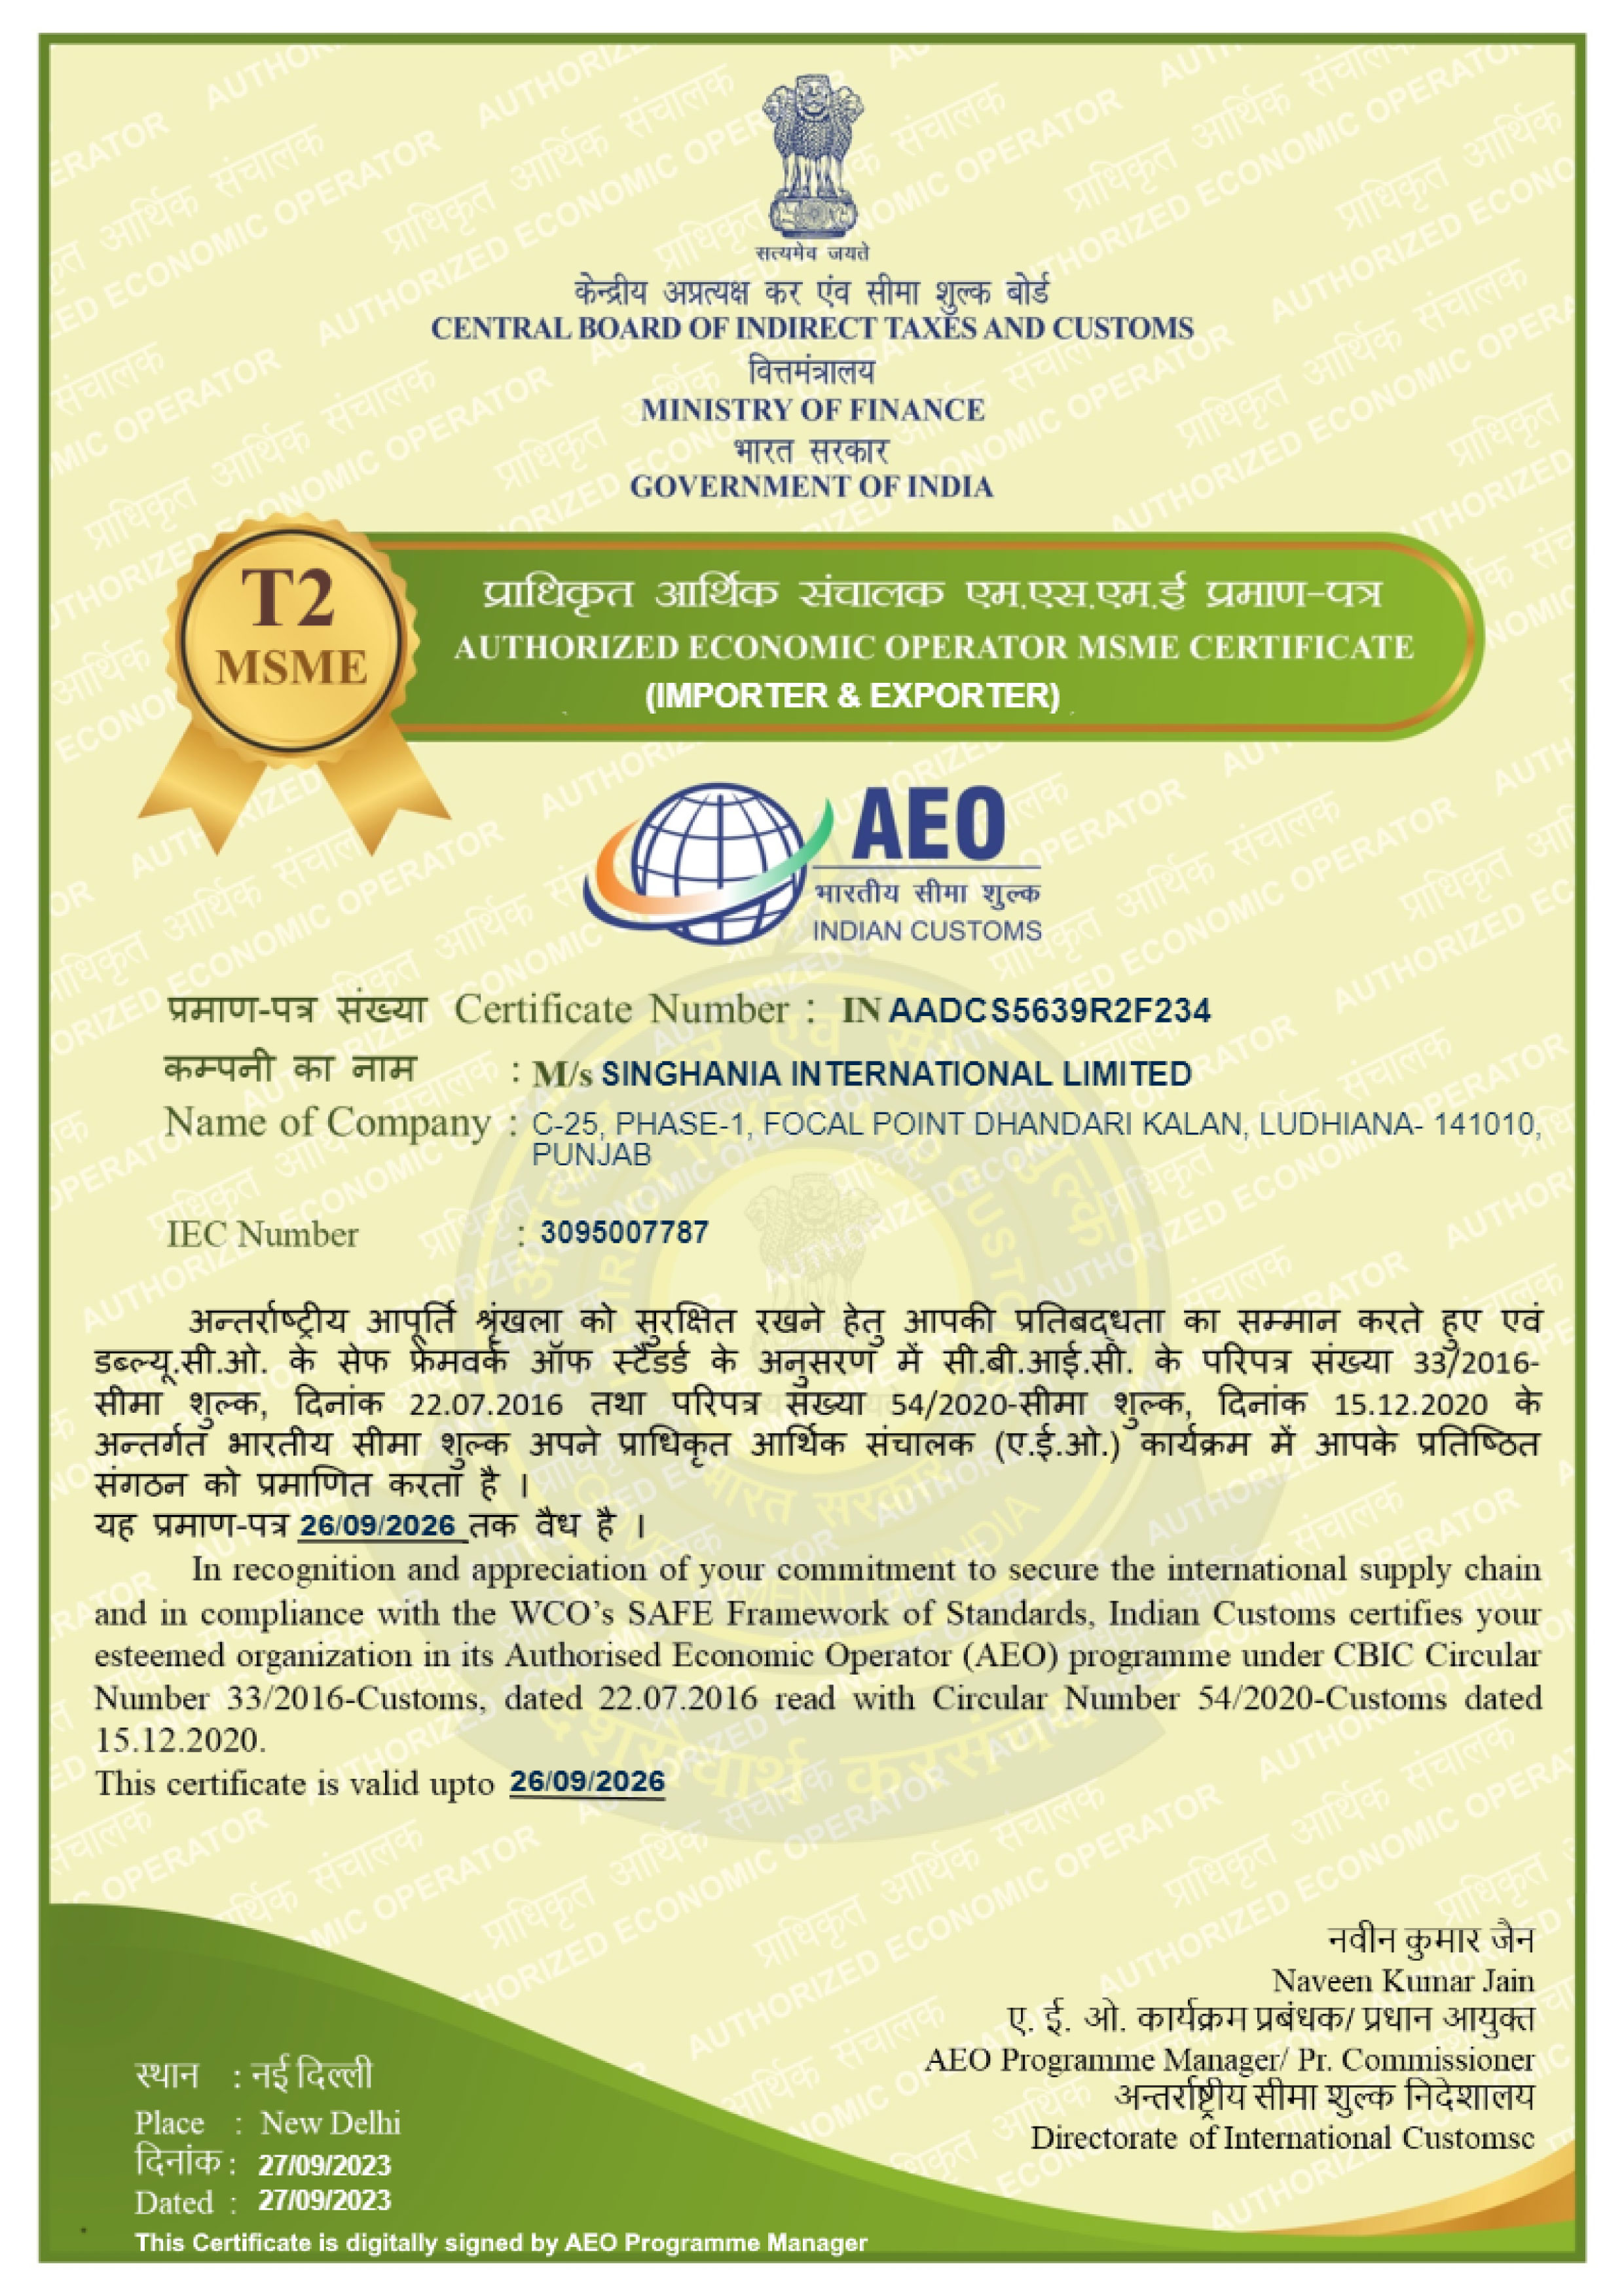 सत्यमेव जयते
केन्द्रीय अप्रत्यक्ष कर एंव सीमा शुल्क बोर्ड
CENTRAL BOARD OF INDIRECT TAXES AND CUSTOMS
वित्तमंत्रालय
MINISTRY OF FINANCE
भारत सरकार
GOVERNMENT OF INDIA
T2
MSME
प्राधिकृत आर्थिक संचालक एम.एस.एम.ई प्रमाण-पत्र
AUTHORIZED ECONOMIC OPERATOR MSME CERTIFICATE
(IMPORTER & EXPORTER)
AEO
भारतीय सीमा शुल्क
INDIAN CUSTOMS
प्रमाण-पत्र संख्या Certificate Number : IN AADCS5639R2F234
कम्पनी का नाम : M/s SINGHANIA INTERNATIONAL LIMITED
Name of Company : C-25, PHASE-1, FOCAL POINT DHANDARI KALAN, LUDHIANA- 141010,
PUNJAB
IEC Number : 3095007787
अन्तर्राष्ट्रीय आपूर्ति श्रृंखला को सुरक्षित रखने हेतु आपकी प्रतिबद्धता का सम्मान करते हुए एवं
डब्ल्यू.सी.ओ. के सेफ फ्रेमवर्क ऑफ स्टैंडर्ड के अनुसरण में सी.बी.आई.सी. के परिपत्र संख्या 33/2016-
सीमा शुल्क, दिनांक 22.07.2016 तथा परिपत्र संख्या 54/2020-सीमा शुल्क, दिनांक 15.12.2020 के
अन्तर्गत भारतीय सीमा शुल्क अपने प्राधिकृत आर्थिक संचालक (ए.ई.ओ.) कार्यक्रम में आपके प्रतिष्ठित
संगठन को प्रमाणित करता है ।
यह प्रमाण-पत्र 26/09/2026 तक वैध है ।
In recognition and appreciation of your commitment to secure the international supply chain
and in compliance with the WCO’s SAFE Framework of Standards, Indian Customs certifies your
esteemed organization in its Authorised Economic Operator (AEO) programme under CBIC Circular
Number 33/2016-Customs, dated 22.07.2016 read with Circular Number 54/2020-Customs dated
15.12.2020.
This certificate is valid upto 26/09/2026
नवीन कुमार जैन
Naveen Kumar Jain
ए. ई. ओ. कार्यक्रम प्रबंधक/ प्रधान आयुक्त
AEO Programme Manager/ Pr. Commissioner
अन्तर्राष्ट्रीय सीमा शुल्क निदेशालय
Directorate of International Customsc
स्थान : नई दिल्ली
Place : New Delhi
दिनांक : 27/09/2023
Dated : 27/09/2023
This Certificate is digitally signed by AEO Programme Manager